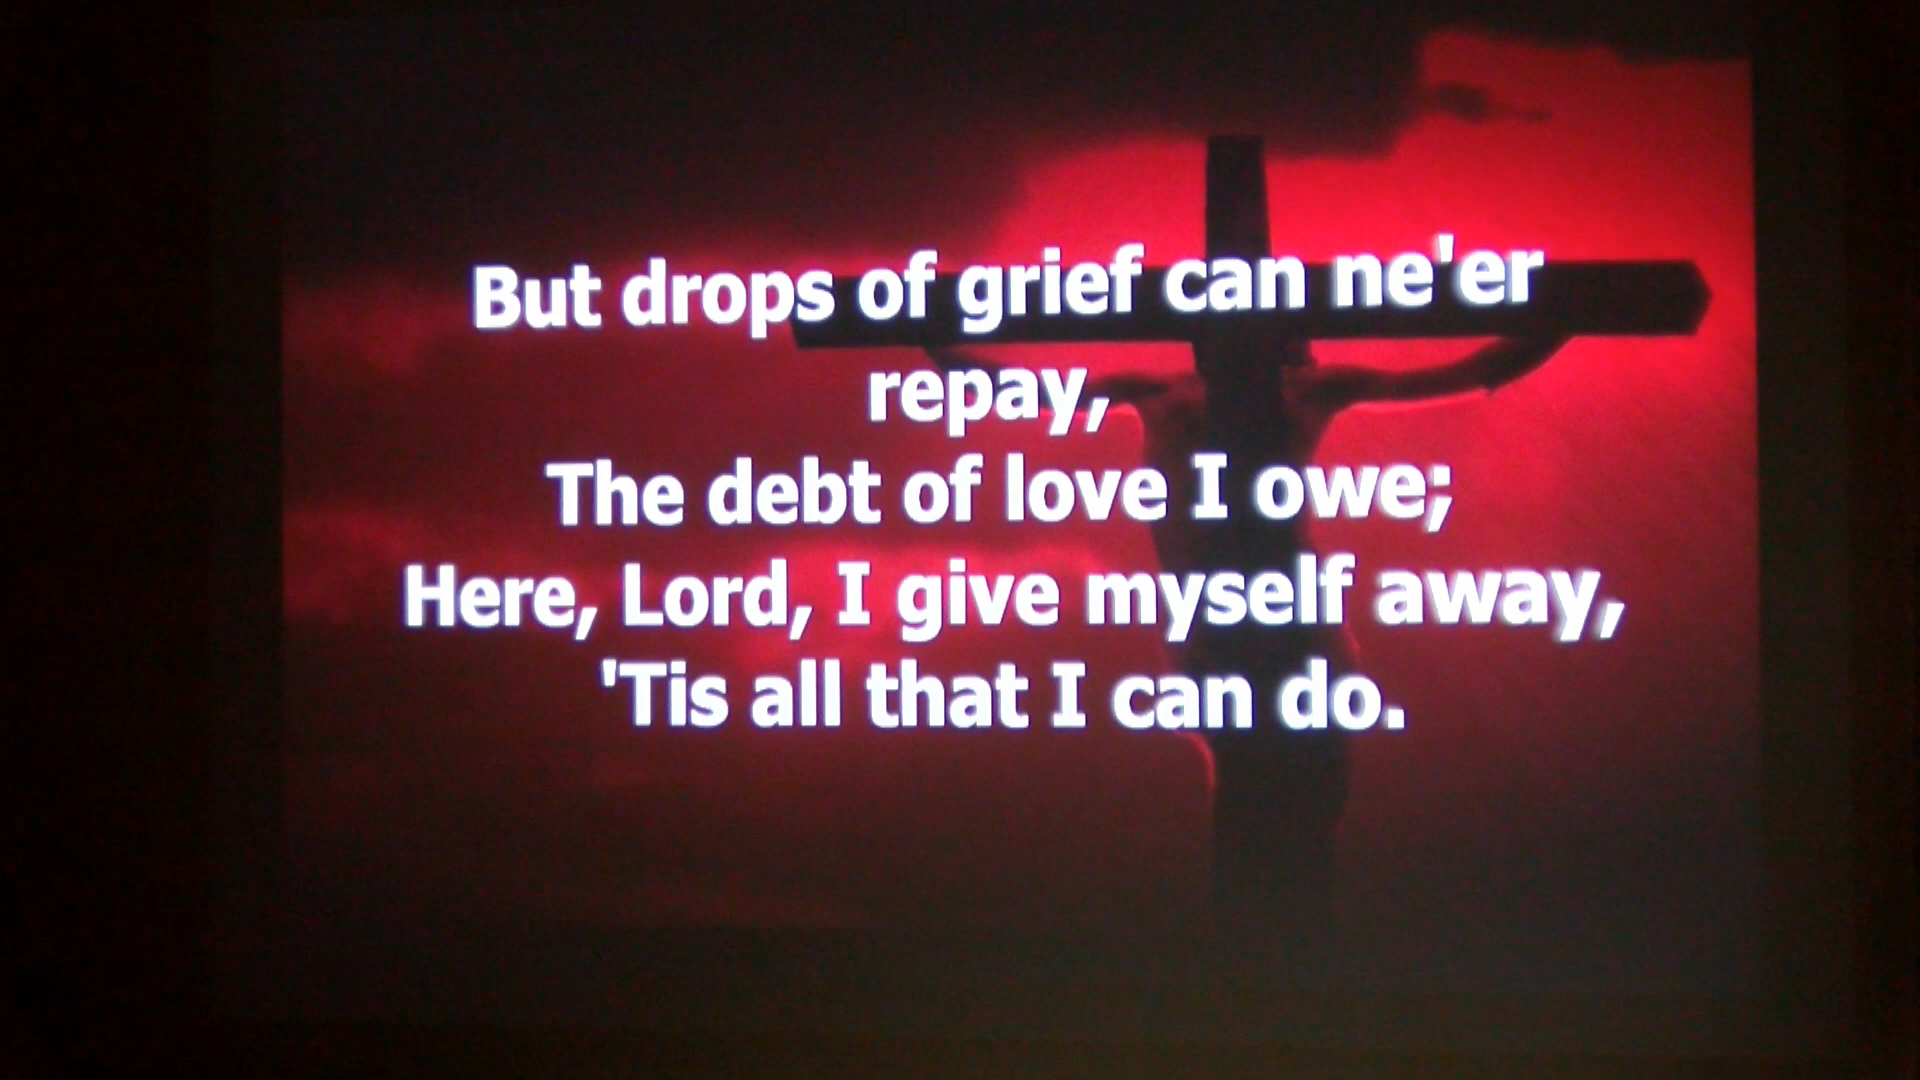 But drops of grief can ne'er
repay,
The debt of love I owe;
Here, Lord, I give myself away,
'Tis all that I can do.